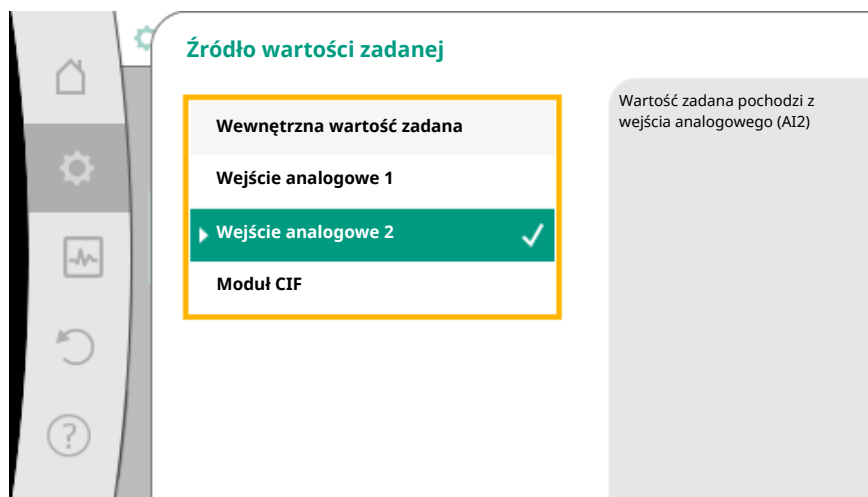 Źródło wartości zadanej
Wewnętrzna wartość zadana
Wejście analogowe 1
Wejście analogowe 2
Moduł CIF
Wartość zadana pochodzi z
wejścia analogowego (AI2)
?